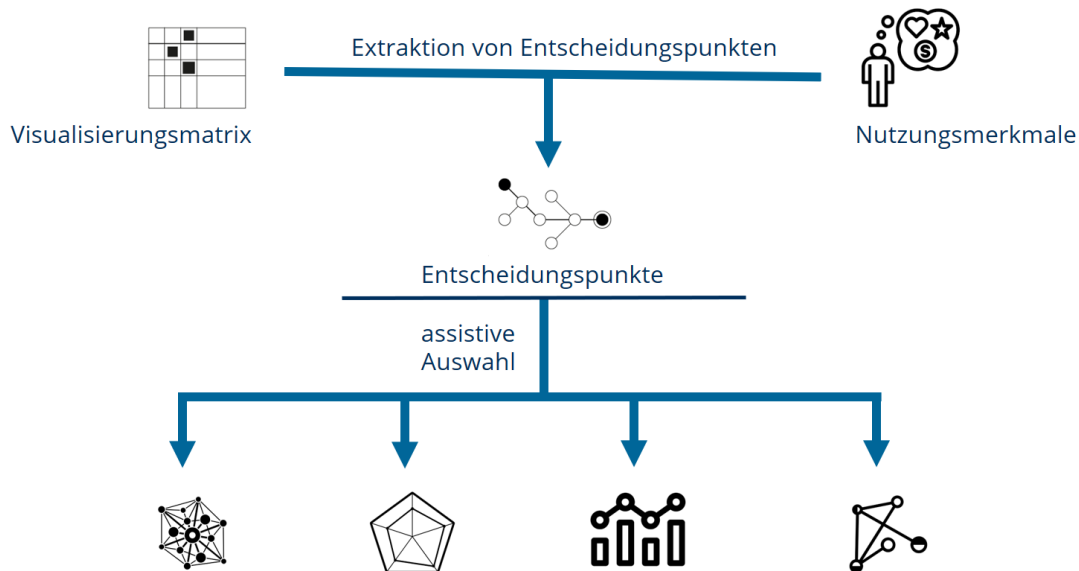 Extraktion von Entscheidungspunkten
Visualisierungsmatrix
Nutzungsmerkmale
Entscheidungspunkte
assistive
Auswahl